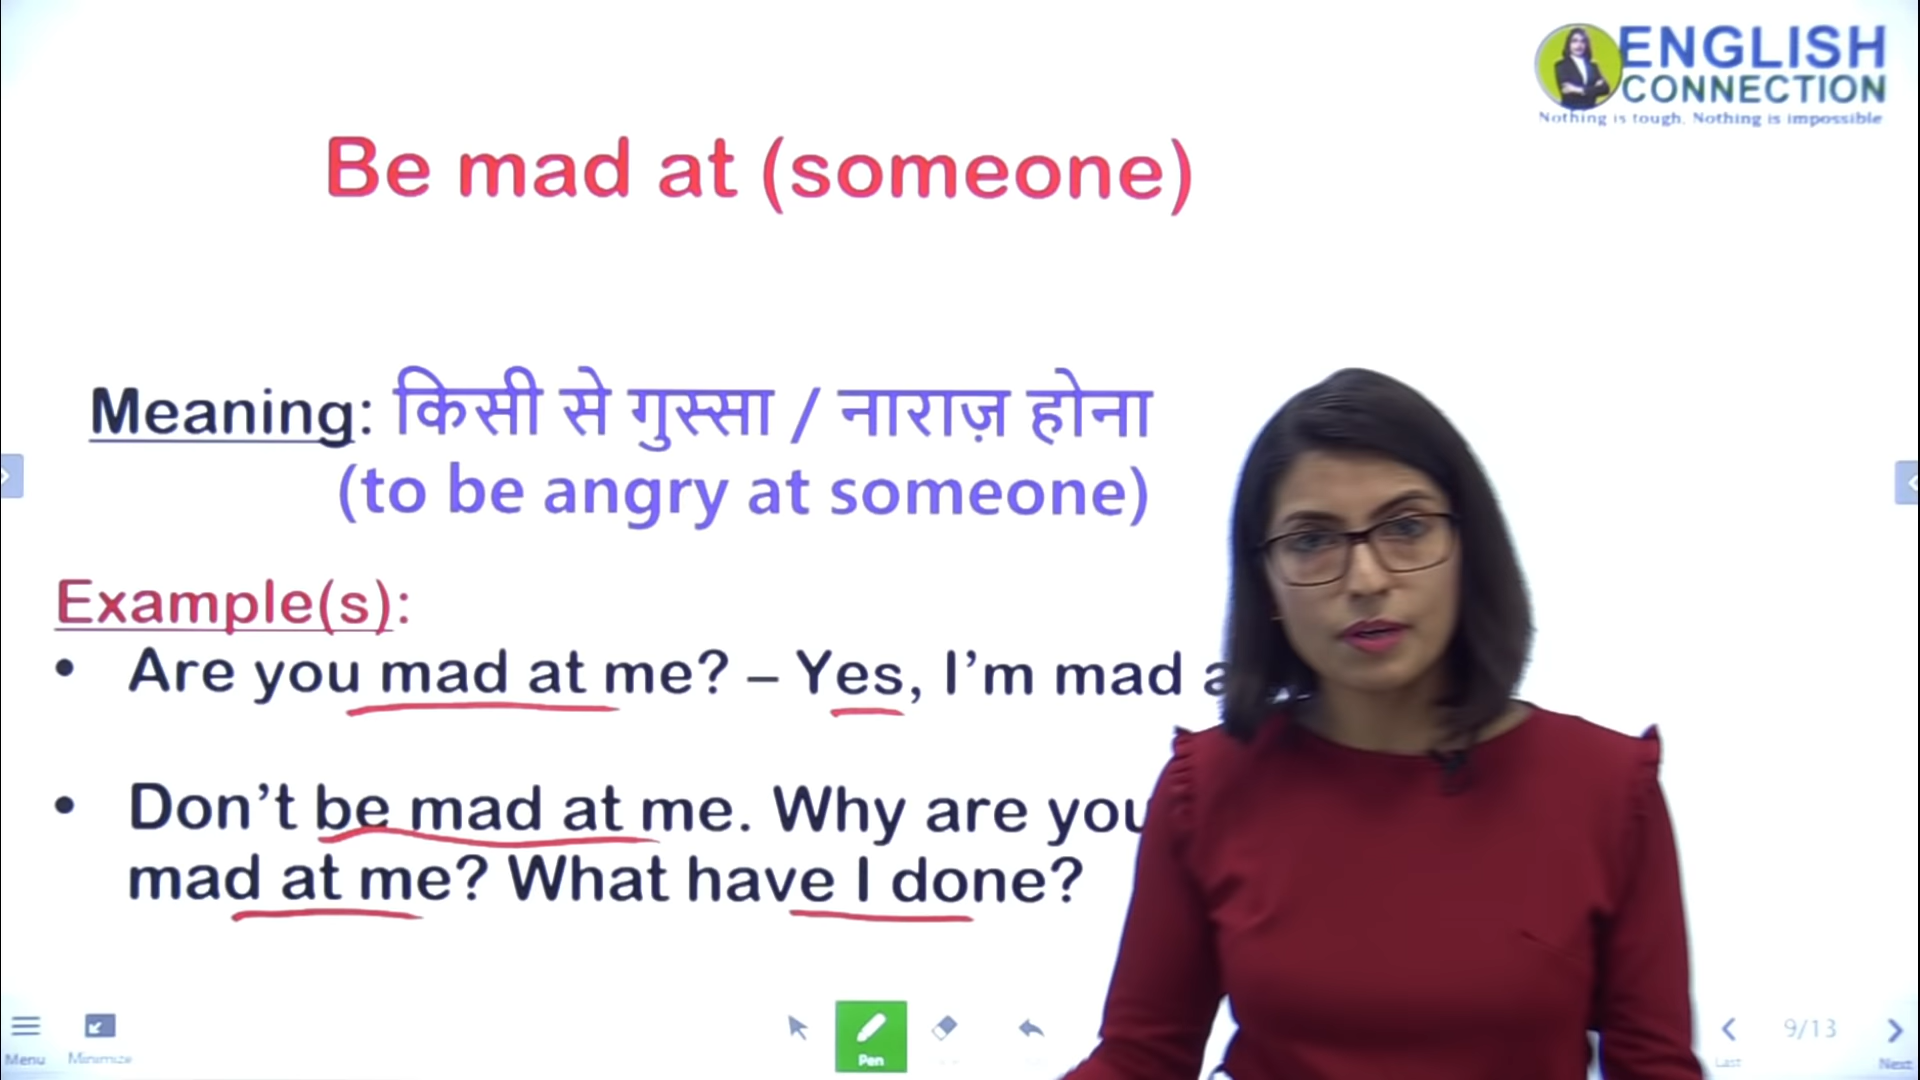 ENGLISH
CONNECTION
Nothing is tough. Nothing is impossible
Be mad at (someone)
Meaning: किसी से गुस्सा / नाराज़ होना
(to be angry at someone)
Example(s):
• Are you mad at me? – Yes, I’m mad
• Don’t be mad at me. Why are you
mad at me? What have I done?
Menu
Minimize
Pen
Last
9/13
Next